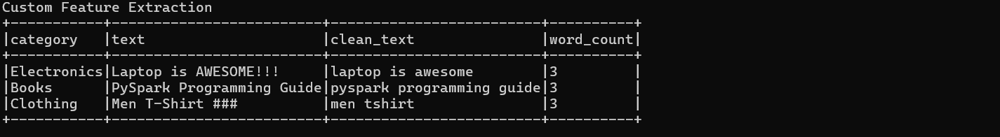 Custom Feature Extraction
+-----------+-------------------------+-------------------------+----------+
|category   |text                     |clean_text               |word_count|
+-----------+-------------------------+-------------------------+----------+
|Electronics|Laptop is AWESOME!!!     |laptop is awesome        |3         |
|Books      |PySpark Programming Guide|pyspark programming guide|3         |
|Clothing   |Men T-Shirt ###          |men tshirt               |3         |
+-----------+-------------------------+-------------------------+----------+